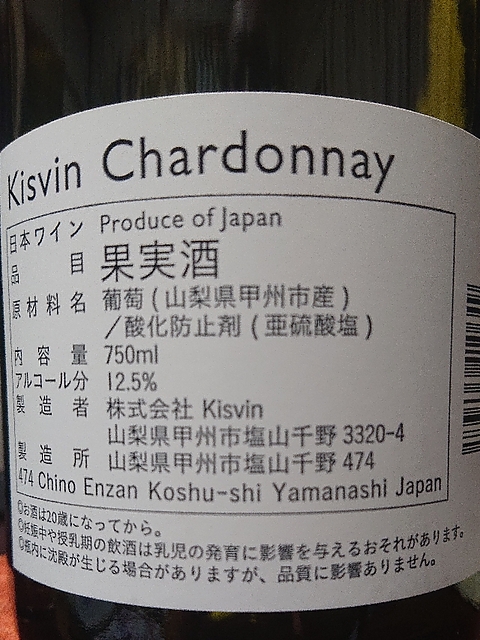 Kisvin Chardonnay
日本ワイン Produce of Japan
品目 果実酒
原材料名 葡萄(山梨県甲州市産)
/酸化防止剤(亜硫酸塩)
内容量 750ml
アルコール分 12.5%
製造者 株式会社 Kisvin
山梨県甲州市塩山千野 3320-4
製造所 山梨県甲州市塩山千野 474
474 Chino Enzan Koshu-shi Yamanashi Japan
◎お酒は20歳になってから。
◎妊娠中や授乳期の飲酒は乳児の発育に影響を与えるおそれがあります。
◎瓶内に沈殿が生じる場合がありますが、品質に影響ありません。